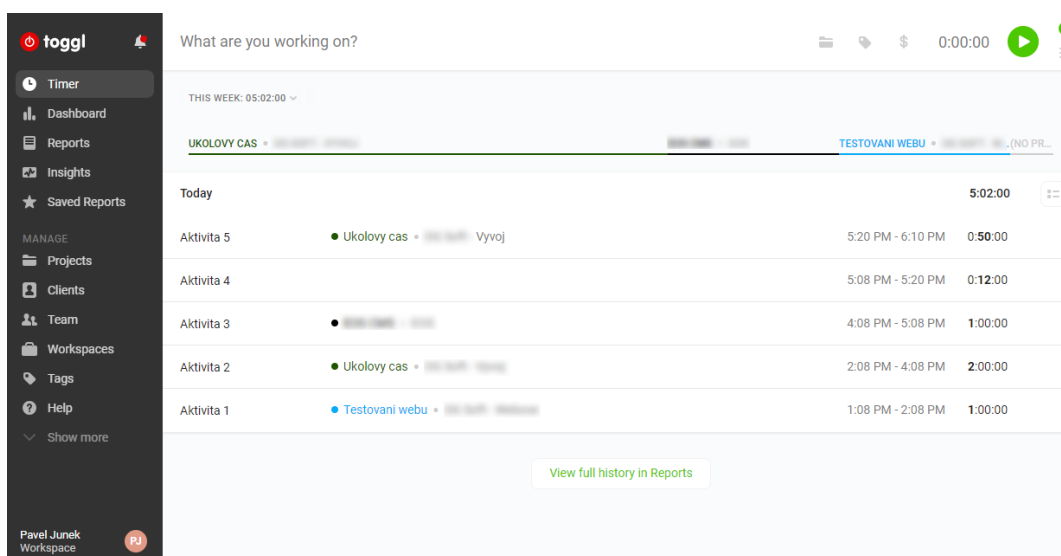 toggl
What are you working on?
$
0:00:00
Timer
Dashboard
Reports
Insights
Saved Reports
MANAGE
Projects
Clients
Team
Workspaces
Tags
Help
Show more
Pavel Junek
Workspace
PJ
THIS WEEK: 05:02:00
UKOLOVY CAS •
TESTOVANI WEBU • ... (NO PR...
Today 5:02:00
Aktivita 5 • Ukolovy cas • Vyvoj 5:20 PM - 6:10 PM 0:50:00
Aktivita 4 5:08 PM - 5:20 PM 0:12:00
Aktivita 3 • 4:08 PM - 5:08 PM 1:00:00
Aktivita 2 • Ukolovy cas • 2:08 PM - 4:08 PM 2:00:00
Aktivita 1 • Testovani webu • 1:08 PM - 2:08 PM 1:00:00
View full history in Reports